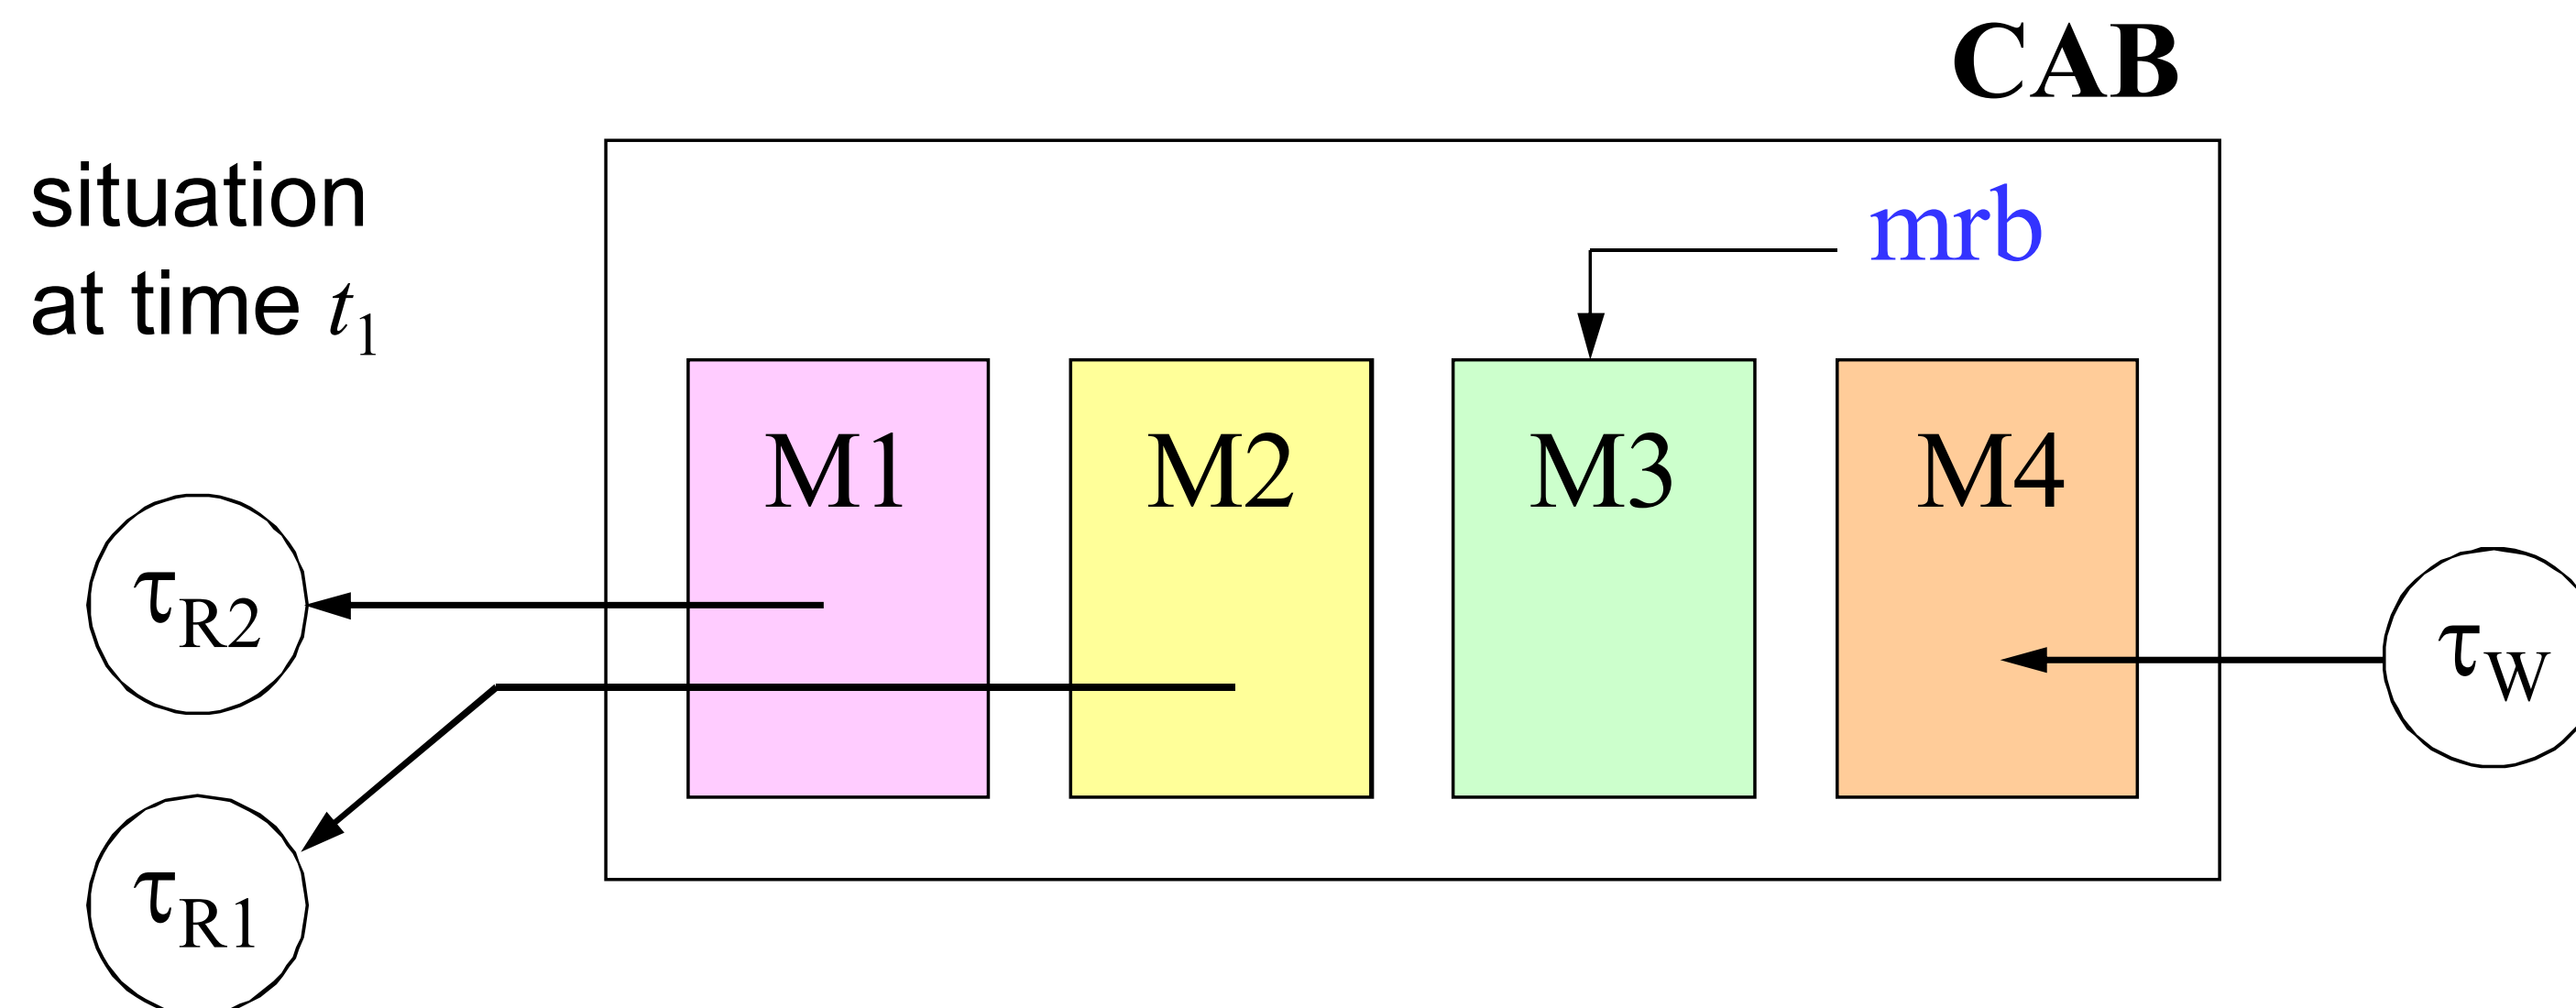 CAB
situation
at time t1
mrb
M1 M2 M3 M4
τR2
τW
τR1